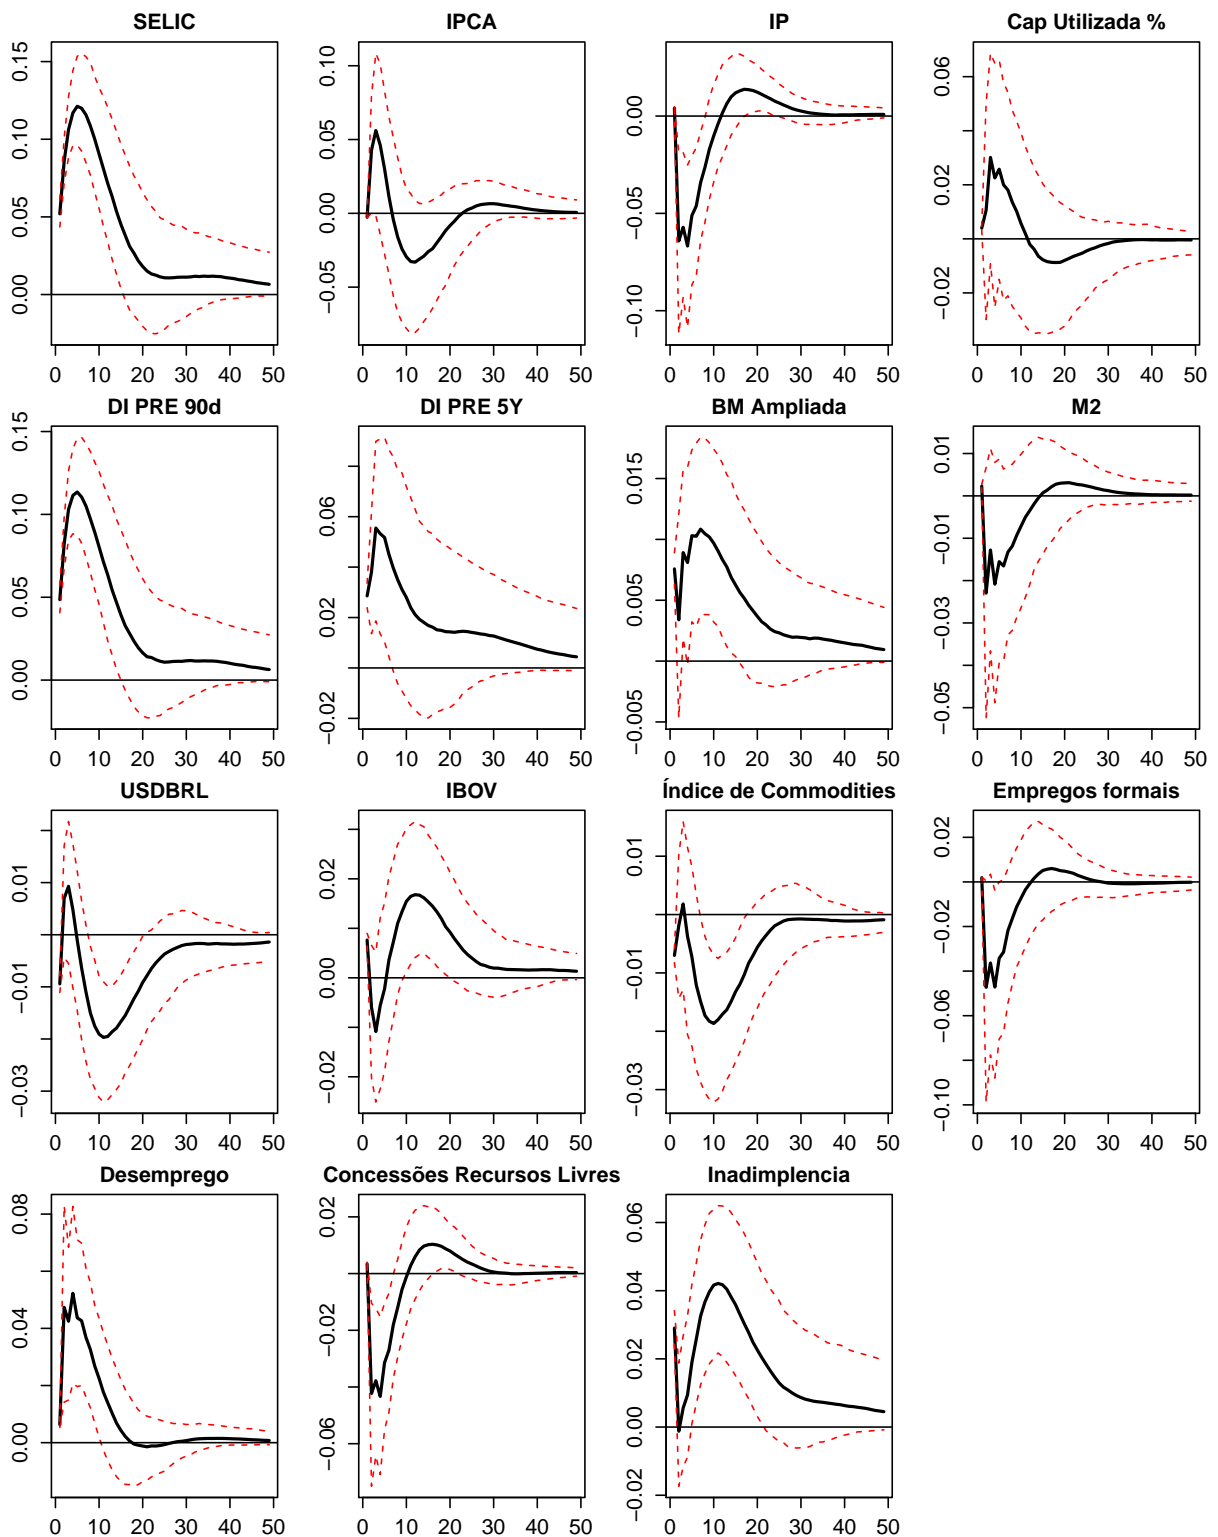 SELIC IPCA IP Cap Utilizada %
0.00 0.05 0.10 0.15
−0.05 0.00 0.05 0.10
−0.10 −0.05 0.00
−0.02 0.02 0.06
0 10 20 30 40 50 0 10 20 30 40 50 0 10 20 30 40 50 0 10 20 30 40 50
DI PRE 90d DI PRE 5Y BM Ampliada M2
0.00 0.05 0.10 0.15
−0.02 0.02 0.06
−0.005 0.005 0.015
−0.05 −0.03 −0.01 0.01
0 10 20 30 40 50 0 10 20 30 40 50 0 10 20 30 40 50 0 10 20 30 40 50
USDBRL IBOV Índice de Commodities Empregos formais
−0.03 −0.01 0.01
−0.02 0.00 0.02
−0.03 −0.01 0.01
−0.10 −0.06 −0.02 0.02
0 10 20 30 40 50 0 10 20 30 40 50 0 10 20 30 40 50 0 10 20 30 40 50
Desemprego Concessões Recursos Livres Inadimplencia
0.00 0.04 0.08
−0.06 −0.02 0.02
−0.02 0.00 0.02 0.04 0.06
0 10 20 30 40 50 0 10 20 30 40 50 0 10 20 30 40 50